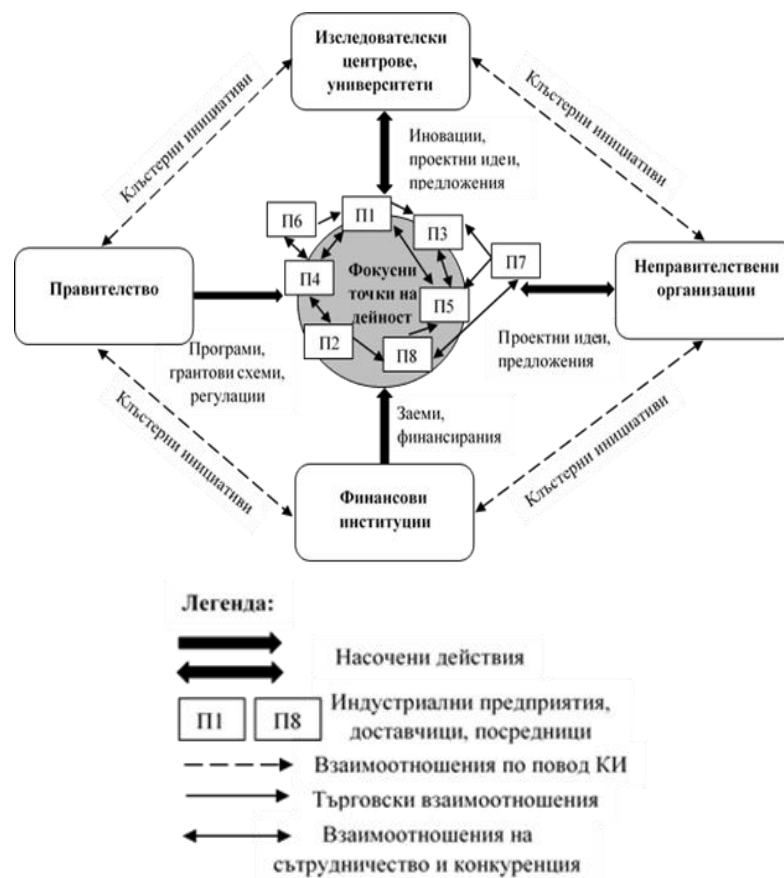 Изследователски
центрове,
университети
Клъстерни инициативи
Клъстерни инициативи
Иновации,
проектни идеи,
предложения
П6
П1
П3
П7
П4
Фокусни
точки на
дейност
П5
П2
П8
Правителство
Неправителствени
организации
Програми,
грантови схеми,
регулации
Проектни идеи,
предложения
Заеми,
финансирания
Клъстерни инициативи
Клъстерни инициативи
Финансови
институции
Легенда:
Насочени действия
П1
П8
Индустриални предприятия,
доставчици, посредници
Взаимоотношения по повод КИ
Търговски взаимоотношения
Взаимоотношения на
сътрудничество и конкуренция